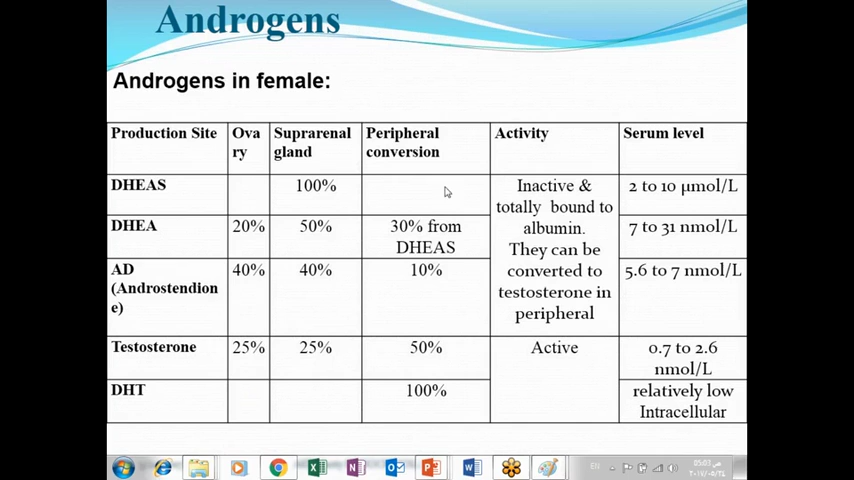 Androgens
Androgens in female:
Production Site
Ova
ry
Suprarenal
gland
Peripheral
conversion
Activity
Serum level
DHEAS
100%
Inactive &
totally bound to
albumin.
They can be
converted to
testosterone in
peripheral
2 to 10 µmol/L
DHEA
20%
50%
30% from
DHEAS
7 to 31 nmol/L
AD
(Androstendion
e)
40%
40%
10%
5.6 to 7 nmol/L
Testosterone
25%
25%
50%
Active
0.7 to 2.6
nmol/L
DHT
100%
relatively low
Intracellular
EN